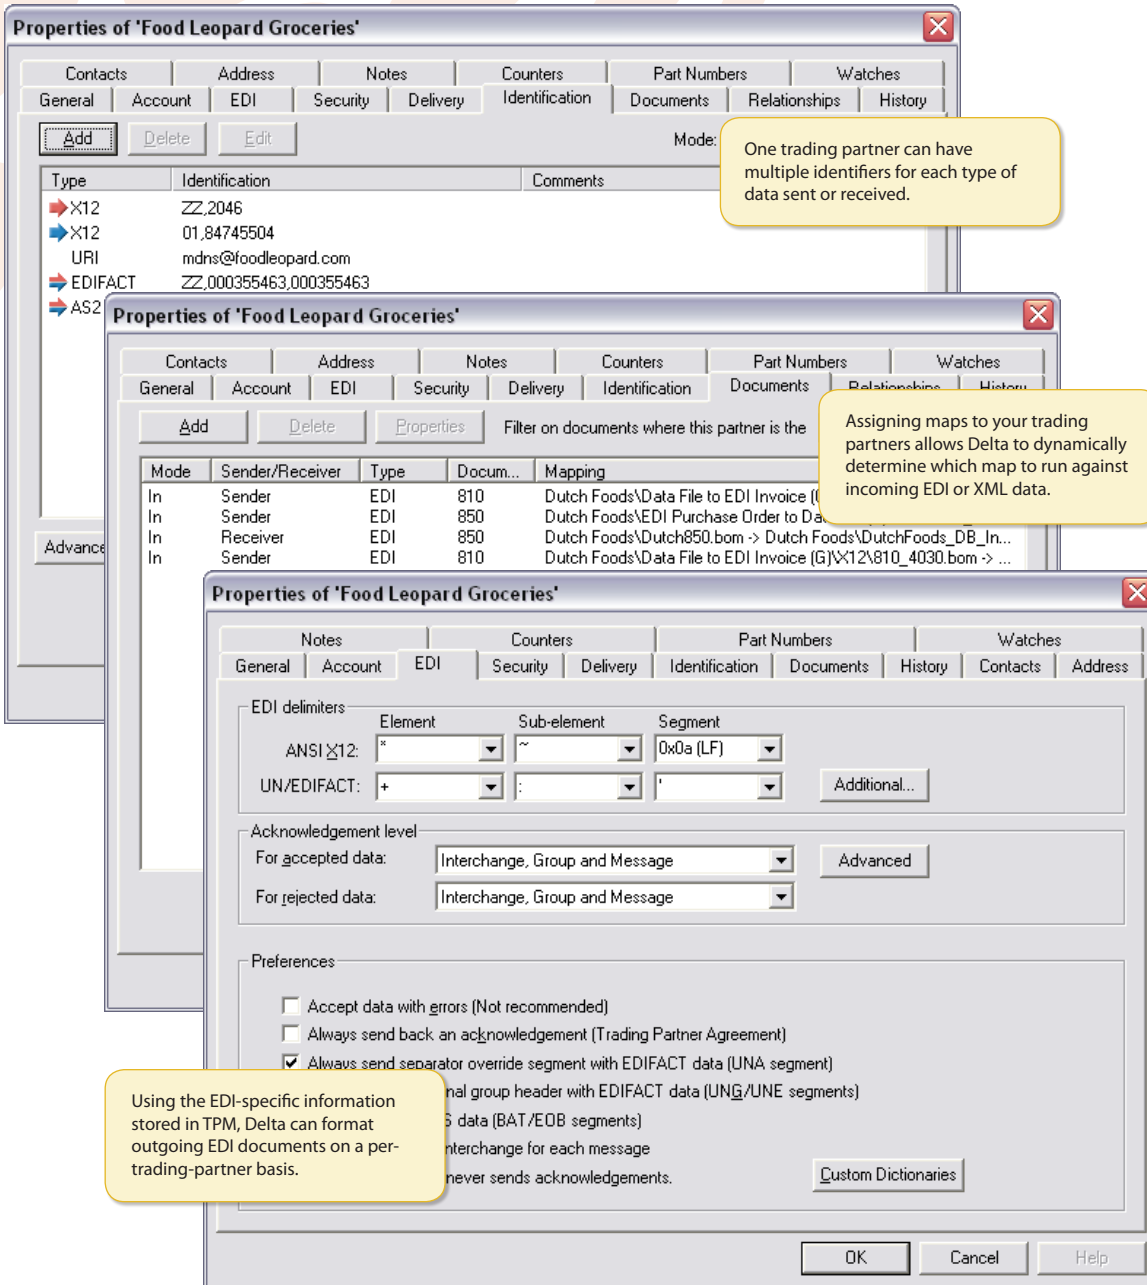 Properties of 'Food Leopard Groceries'
Contacts Address Notes Counters Part Numbers Watches
General Account EDI Security Delivery Identification Documents Relationships History
Add Delete Edit Mode:
One trading partner can have
multiple identifiers for each type of
data sent or received.
Type Identification Comments
X12 ZZ,2046
X12 01,84745504
URI mdns@foodleopard.com
EDIFACT ZZ,000355463,000355463
AS2
Advance
Properties of 'Food Leopard Groceries'
Contacts Address Notes Counters Part Numbers Watches
General Account EDI Security Delivery Identification Documents Relationships History
Add Delete Properties Filter on documents where this partner is the
Assigning maps to your trading
partners allows Delta to dynamically
determine which map to run against
incoming EDI or XML data.
Mode Sender/Receiver Type Docum... Mapping
In Sender EDI 810 Dutch Foods\Data File to EDI Invoice
In Sender EDI 850 Dutch Foods\EDI Purchase Order to Da
In Receiver EDI 850 Dutch Foods\Dutch850.bom -> Dutch Foods\DutchFoods_DB_In...
In Sender EDI 810 Dutch Foods\Data File to EDI Invoice (G)\X12\810_4030.bom -> ...
Properties of 'Food Leopard Groceries'
Notes Counters Part Numbers Watches
General Account EDI Security Delivery Identification Documents History Contacts Address
EDI delimiters
Element Sub-element Segment
ANSI X12: * ~ 0x0a (LF)
UN/EDIFACT: + : ' Additional...
Acknowledgement level
For accepted data: Interchange, Group and Message Advanced
For rejected data: Interchange, Group and Message
Preferences
Accept data with errors (Not recommended)
Always send back an acknowledgement (Trading Partner Agreement)
Always send separator override segment with EDIFACT data (UNA segment)
nal group header with EDIFACT data (UNG/UNE segments)
data (BAT/EOB segments)
nterchange for each message
never sends acknowledgements.
Custom Dictionaries
Using the EDI-specific information
stored in TPM, Delta can format
outgoing EDI documents on a per-
trading-partner basis.
OK Cancel Help